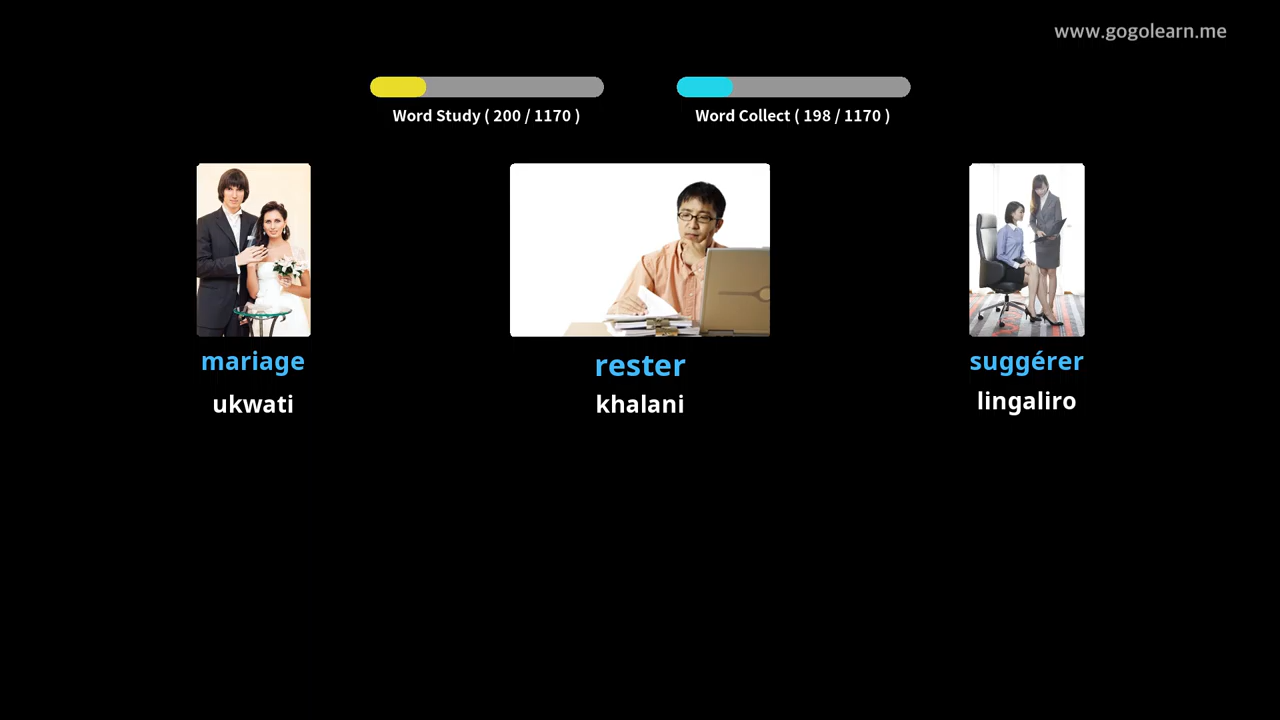 www.gogolearn.me
Word Study ( 200 / 1170 )
Word Collect ( 198 / 1170 )
mariage
ukwati
rester
khalani
suggérer
lingaliro